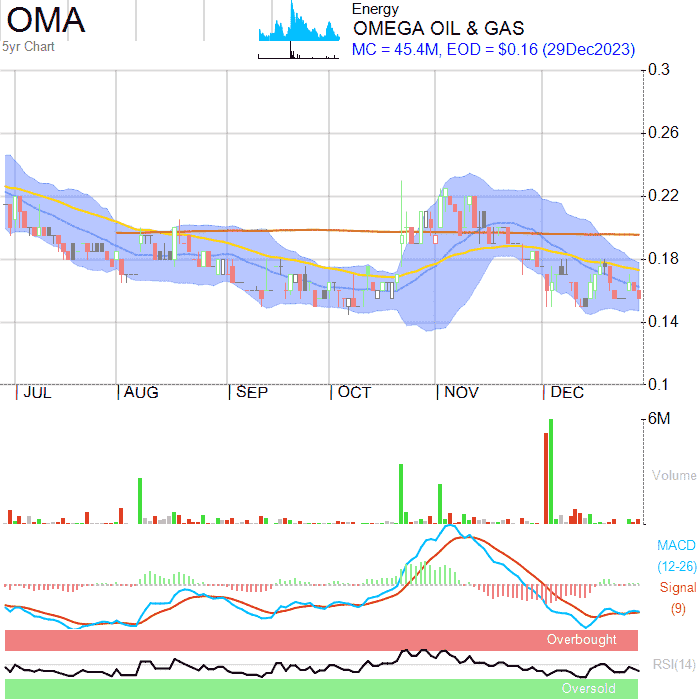 OMA
5yr Chart
Energy
OMEGA OIL & GAS
MC = 45.4M, EOD = $0.16 (29Dec2023)
0.3
0.26
0.22
0.18
0.14
0.1
JUL AUG SEP OCT NOV DEC
6M
Volume
MACD
(12-26)
Signal
(9)
Overbought
RSI(14)
Oversold